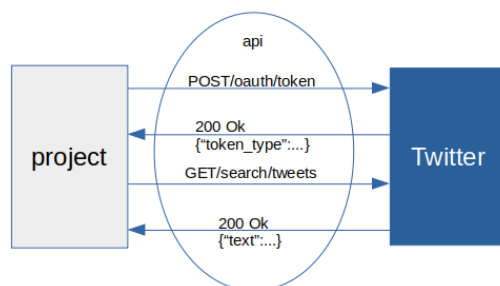 api
POST/oauth/token
200 Ok
{“token_type":...}
project
Twitter
GET/search/tweets
200 Ok
{“text":...}